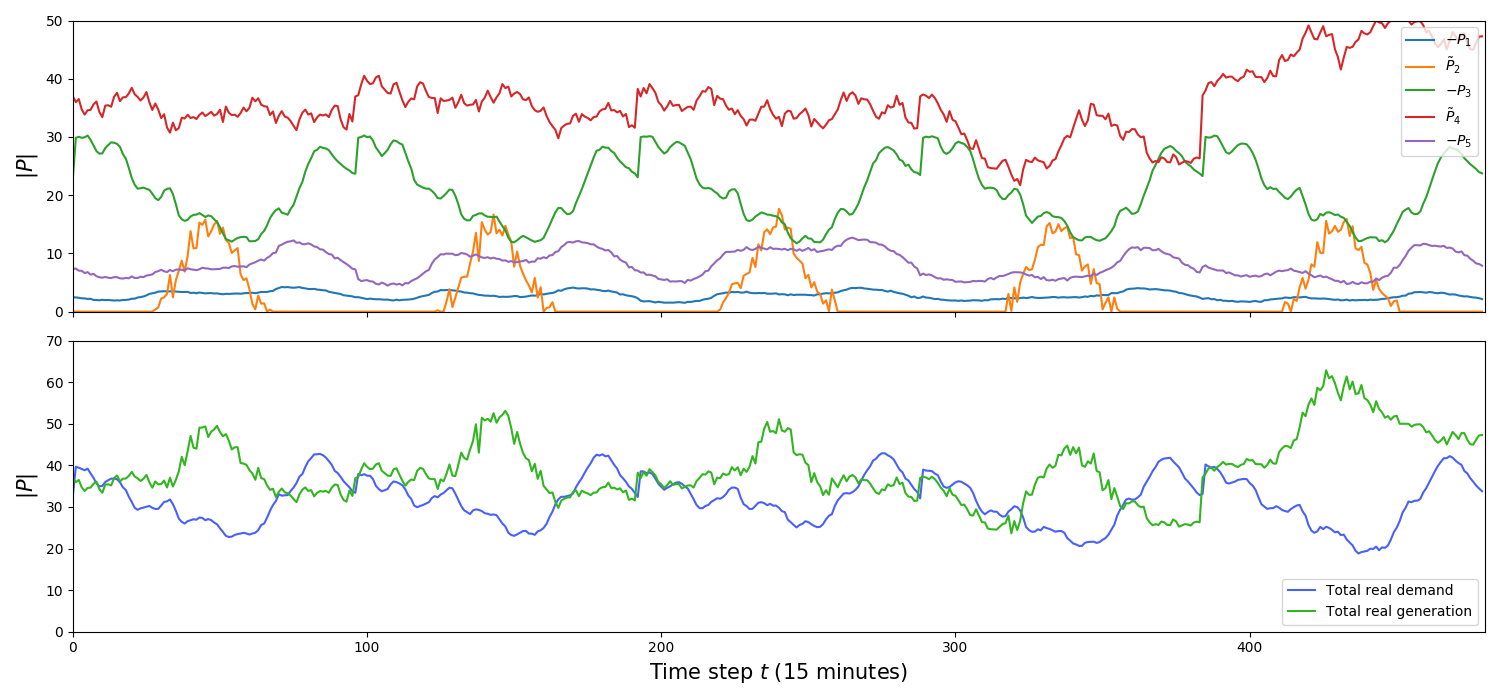 50
40
30
20
10
0
|P|
−P₁
P̃₂
−P₃
P̃₄
−P₅
70
60
50
40
30
20
10
0
|P|
Total real demand
Total real generation
0 100 200 300 400
Time step t (15 minutes)